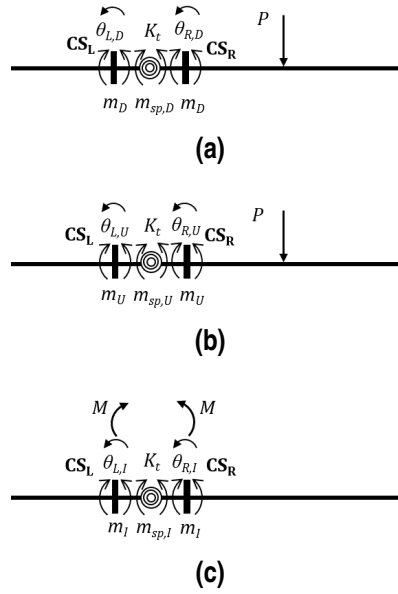 θ_{L,D} K_t θ_{R,D} P
CS_L CS_R
m_D m_{sp,D} m_D
(a)
θ_{L,U} K_t θ_{R,U} P
CS_L CS_R
m_U m_{sp,U} m_U
(b)
M M
θ_{L,I} K_t θ_{R,I}
CS_L CS_R
m_I m_{sp,I} m_I
(c)